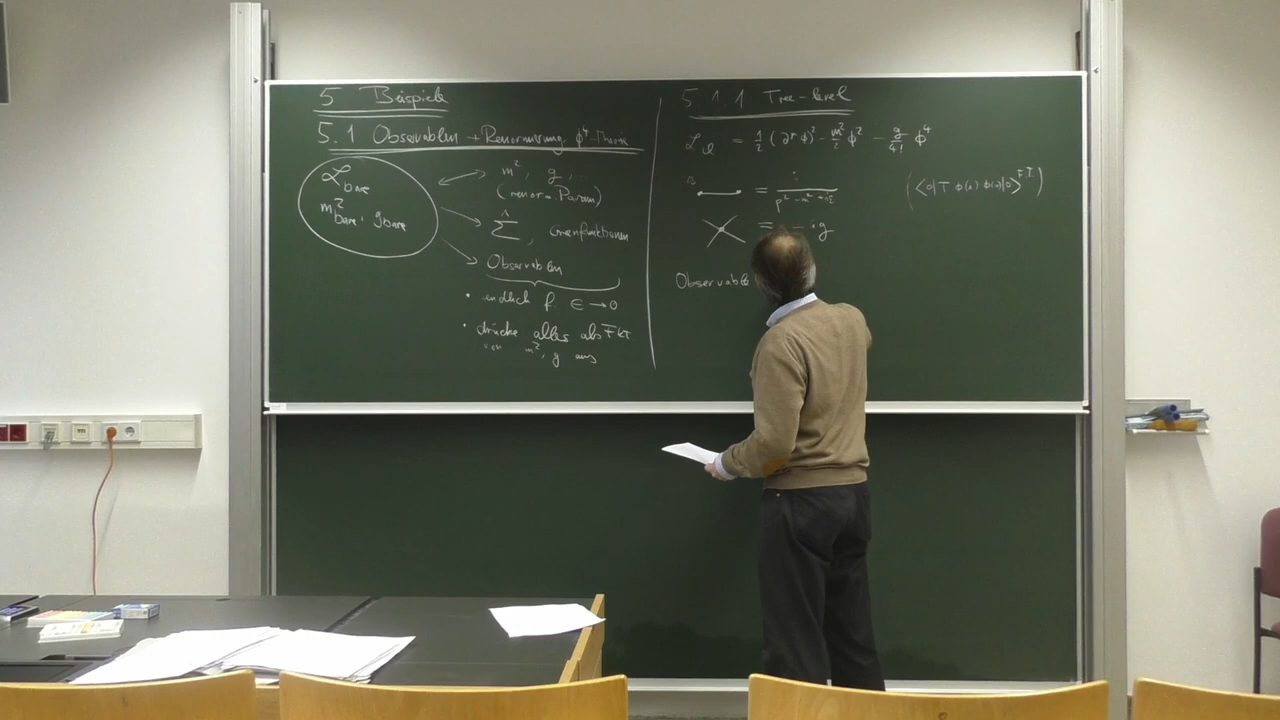 5 Beispiele
5.1 Observablen + Renormierung φ⁴-Theorie
ℒ_bare
m²_bare, g_bare
m², g ...
(renor. Param)
Σ̂, Greenfunktionen
Observablen
• endlich f. ε → 0
• drücke alles als Fkt
von m², g aus
5.1.1 Tree-level
ℒ_cl = ½ (∂^μ φ)² - m²/2 φ² - g/4! φ⁴
= i / (p² - m² + iε)
(⟨0|T φ(x) φ(0)|0⟩^F.T.)
= - i g
Observable